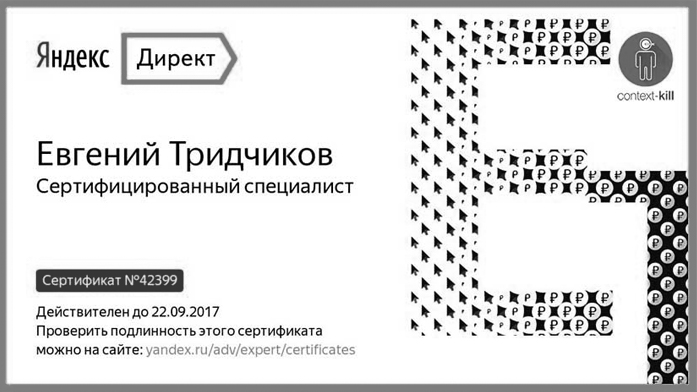 Яндекс Директ
context-kill
Евгений Тридчиков
Сертифицированный специалист
Сертификат №42399
Действителен до 22.09.2017
Проверить подлинность этого сертификата
можно на сайте: yandex.ru/adv/expert/certificates